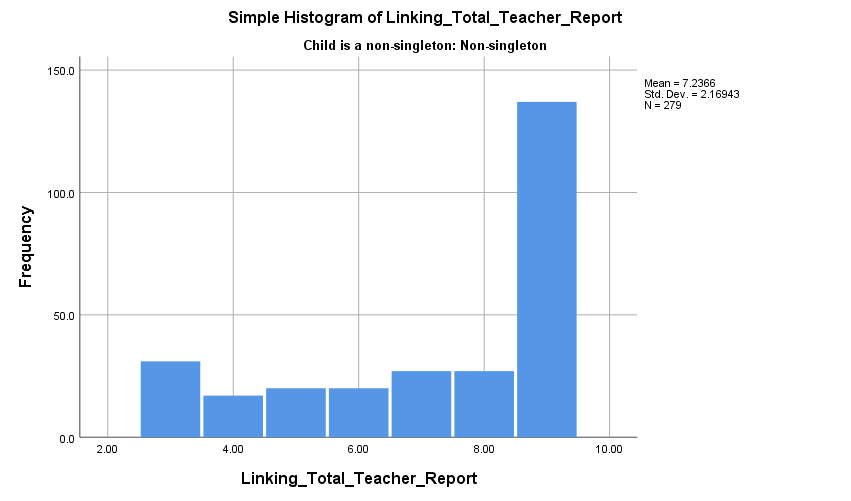 Simple Histogram of Linking_Total_Teacher_Report
Child is a non-singleton: Non-singleton
Mean = 7.2366
Std. Dev. = 2.16943
N = 279
Frequency
150.0
100.0
50.0
0.0
2.00 4.00 6.00 8.00 10.00
Linking_Total_Teacher_Report